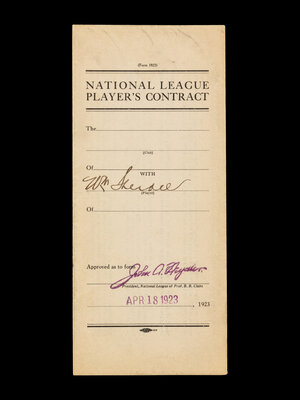 (Form 1923)
NATIONAL LEAGUE
PLAYER'S CONTRACT
The
(Club)
Of
WITH
Wm
(Player)
Of
Approved as to form
John A. Heydler
President, National League of Prof. B. B. Clubs
APR 18 1923, 1923